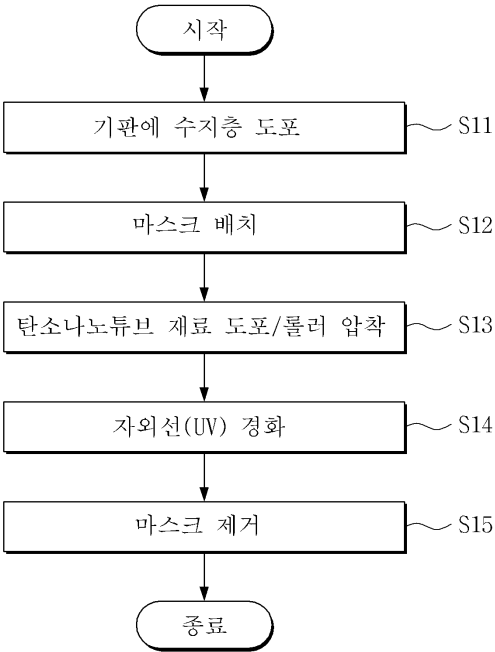 시작
기판에 수지층 도포
S11
마스크 배치
S12
탄소나노튜브 재료 도포/롤러 압착
S13
자외선(UV) 경화
S14
마스크 제거
S15
종료